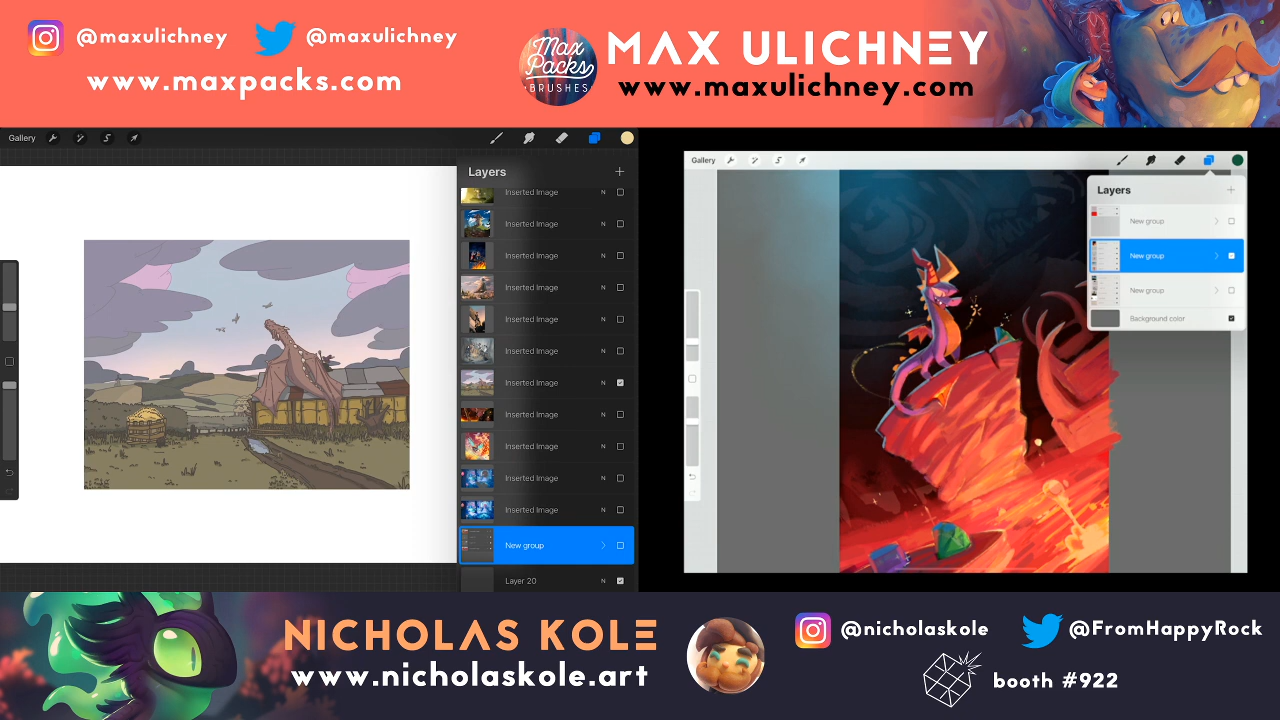 @maxulichney
@maxulichney
www.maxpacks.com
Max
Packs
BRUSHES
MAX ULICHNEY
www.maxulichney.com
Gallery
Layers
Inserted Image N
Inserted Image N
Inserted Image N
Inserted Image N
Inserted Image N
Inserted Image N
Inserted Image N
Inserted Image N
Inserted Image N
Inserted Image N
Inserted Image N
New group
Layer 20 N
Gallery
Layers
New group
New group
New group
Background color
NICHOLAS KOLE
www.nicholaskole.art
@nicholaskole
@FromHappyRock
booth #922